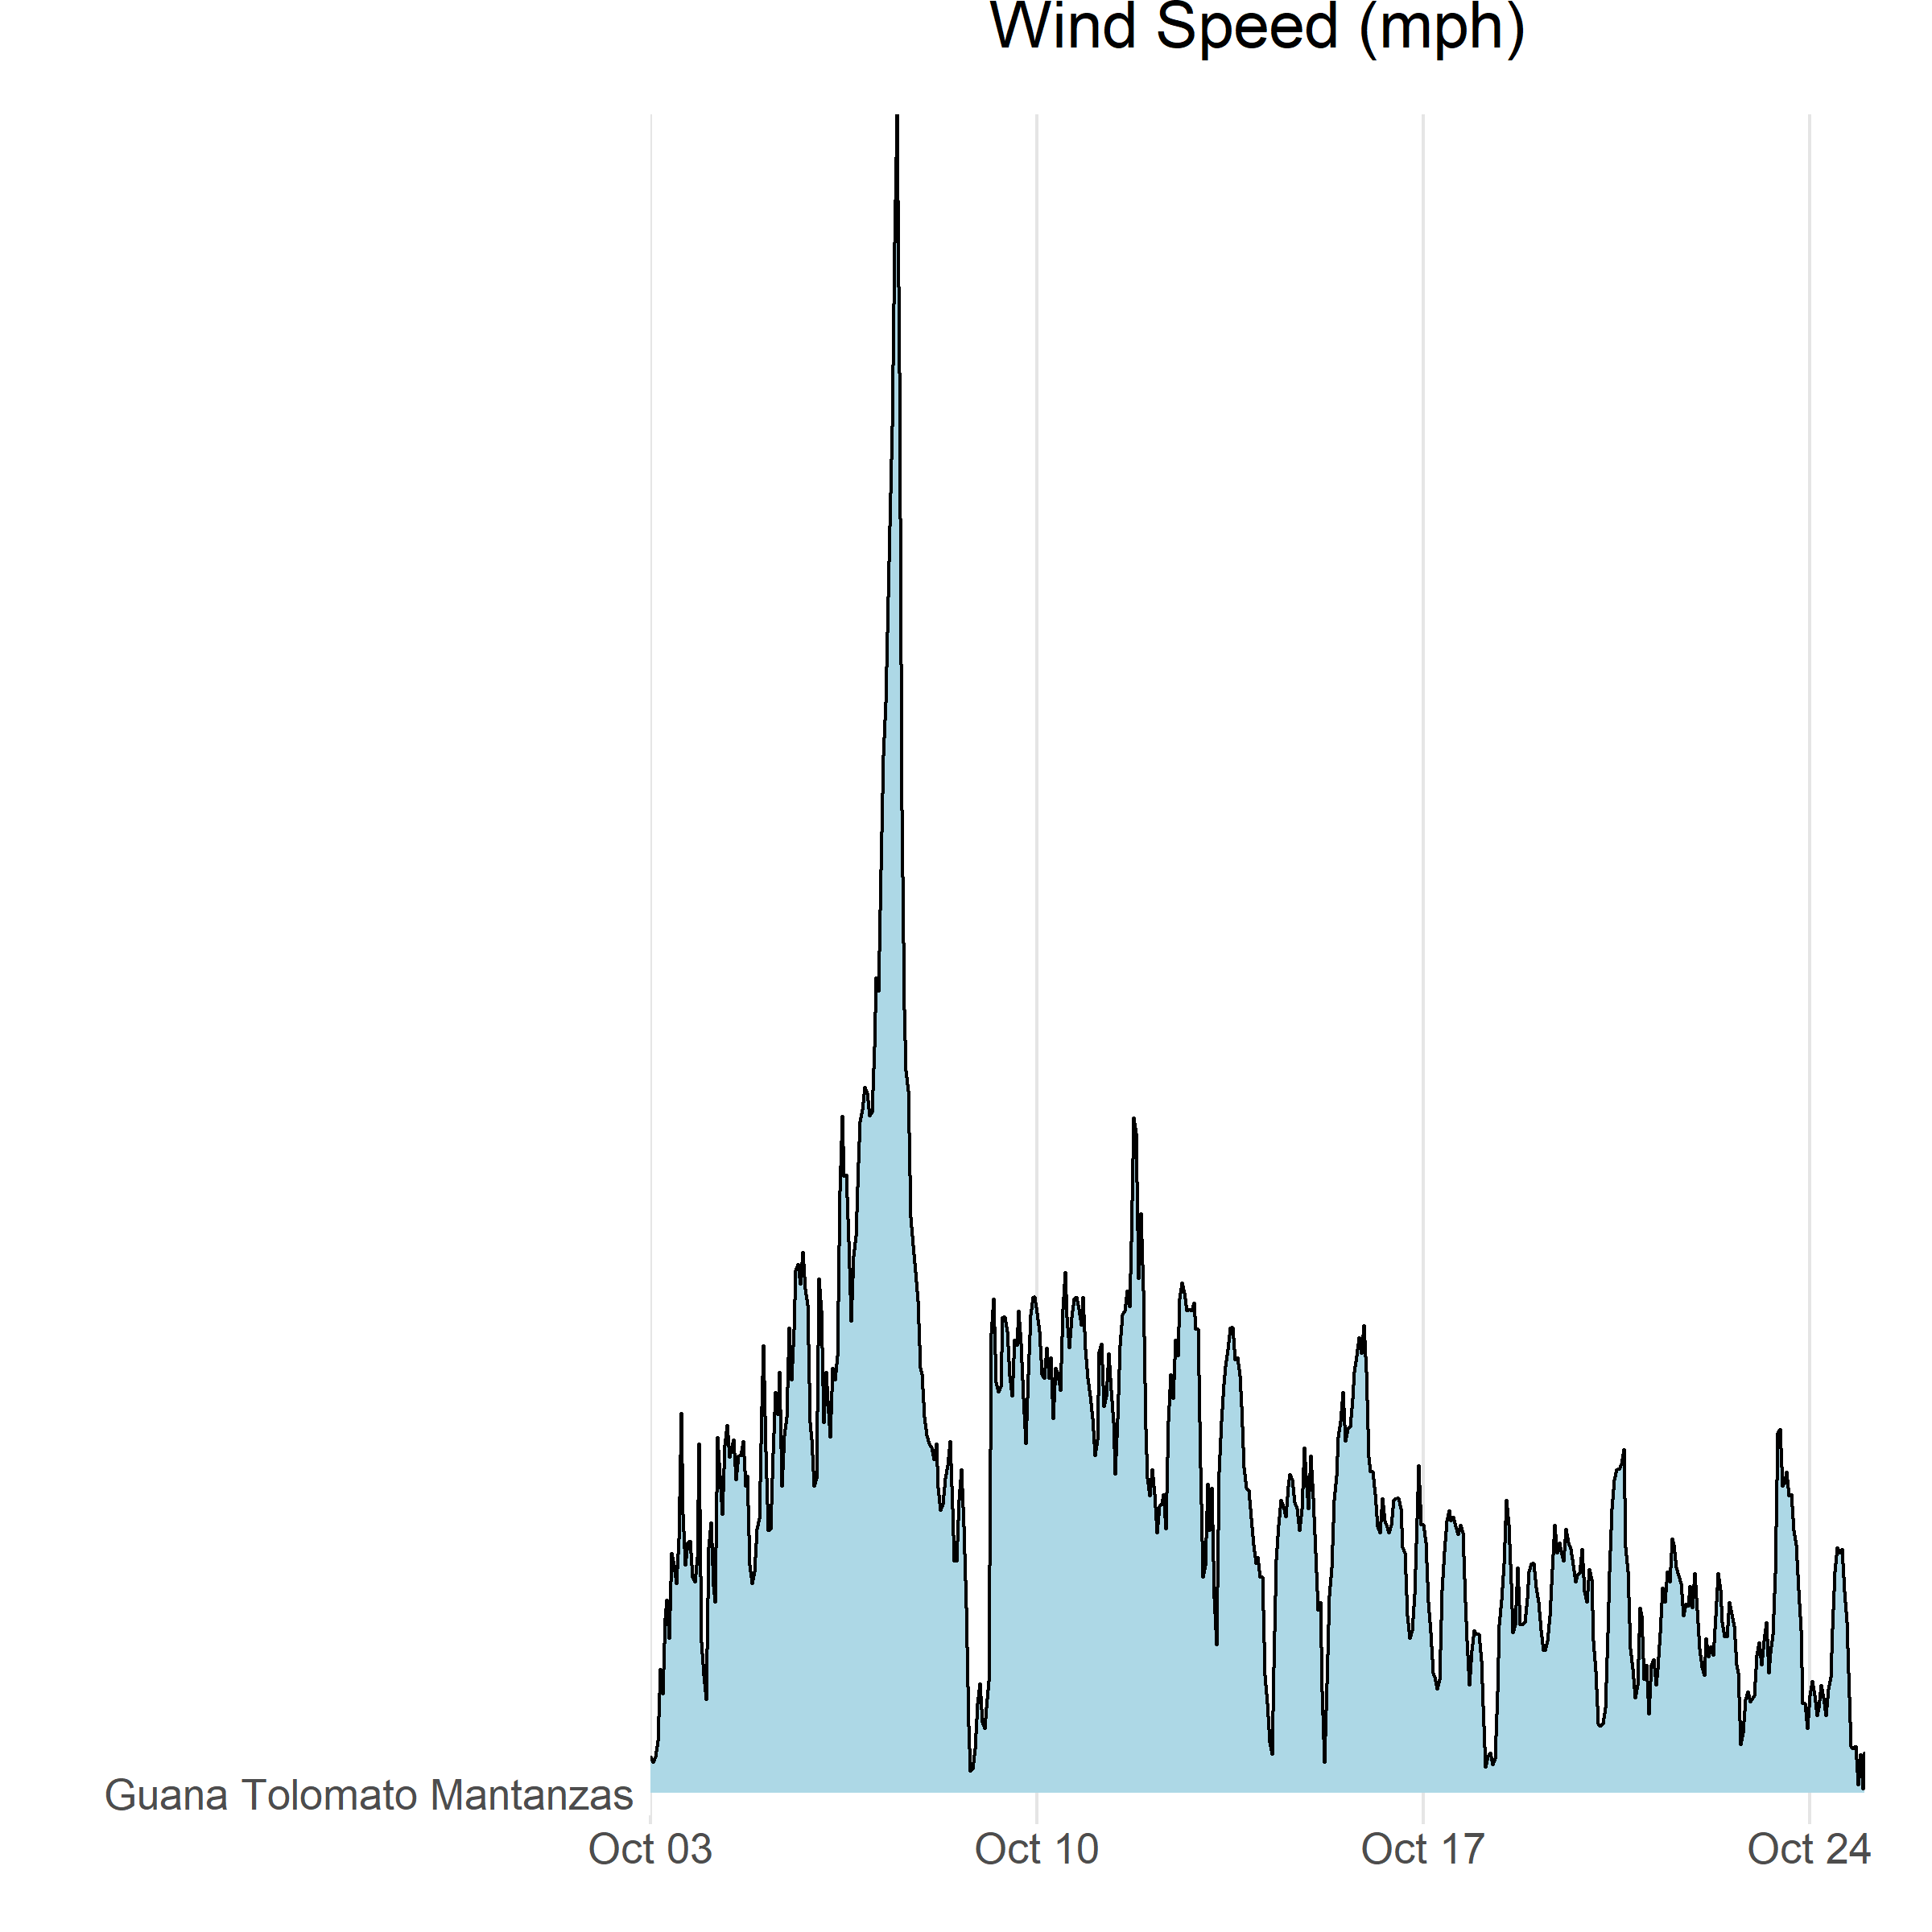 Wind Speed (mph)
Guana Tolomato Mantanzas
Oct 03
Oct 10
Oct 17
Oct 24